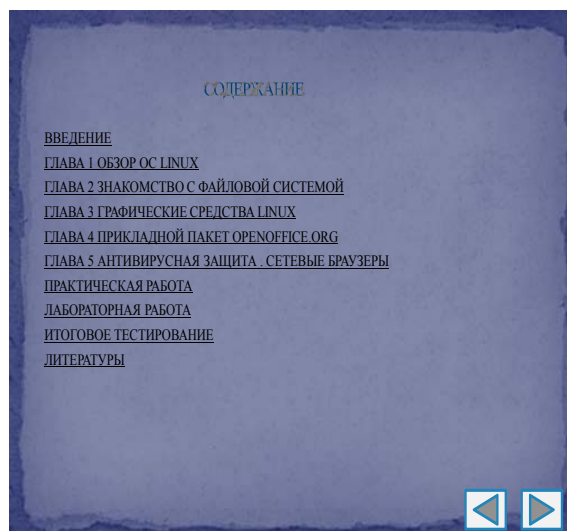 СОДЕРЖАНИЕ
ВВЕДЕНИЕ
ГЛАВА 1 ОБЗОР ОС LINUX
ГЛАВА 2 ЗНАКОМСТВО С ФАЙЛОВОЙ СИСТЕМОЙ
ГЛАВА 3 ГРАФИЧЕСКИЕ СРЕДСТВА LINUX
ГЛАВА 4 ПРИКЛАДНОЙ ПАКЕТ OPENOFFICE.ORG
ГЛАВА 5 АНТИВИРУСНАЯ ЗАЩИТА . СЕТЕВЫЕ БРАУЗЕРЫ
ПРАКТИЧЕСКАЯ РАБОТА
ЛАБОРАТОРНАЯ РАБОТА
ИТОГОВОЕ ТЕСТИРОВАНИЕ
ЛИТЕРАТУРЫ